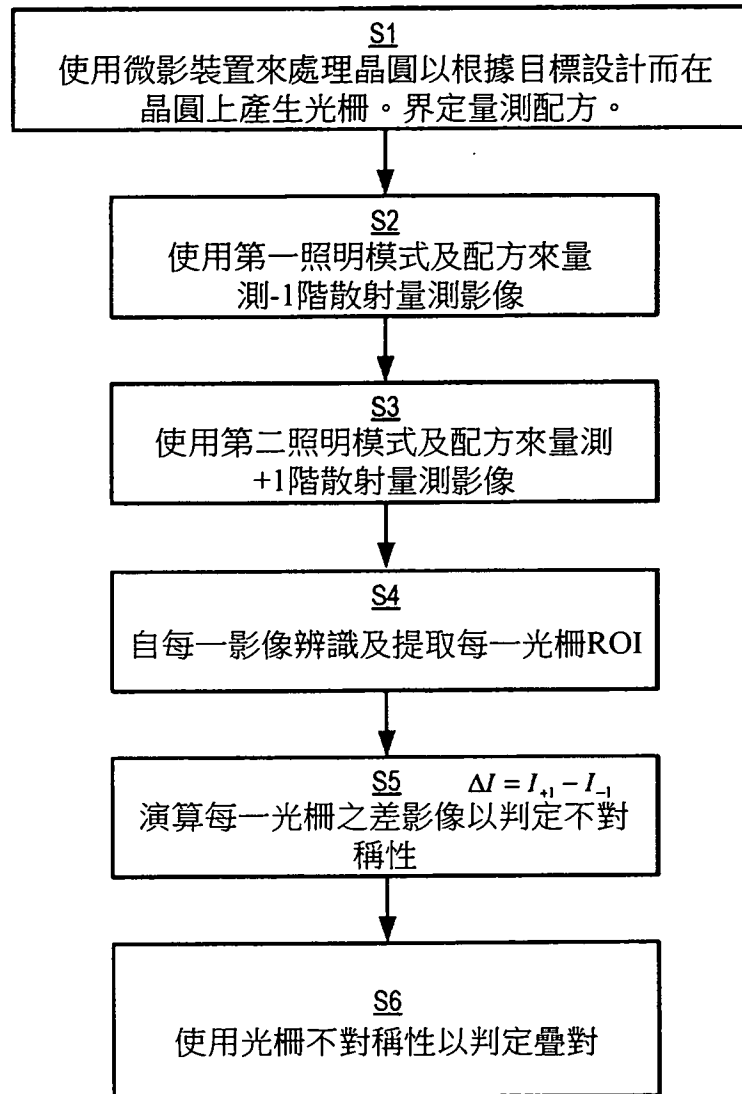 S1
使用微影裝置來處理晶圓以根據目標設計而在
晶圓上產生光柵。界定量測配方。
S2
使用第一照明模式及配方來量
測-1階散射量測影像
S3
使用第二照明模式及配方來量測
+1階散射量測影像
S4
自每一影像辨識及提取每一光柵ROI
S5 ΔI = I₊₁ − I₋₁
演算每一光柵之差影像以判定不對
稱性
S6
使用光柵不對稱性以判定疊對